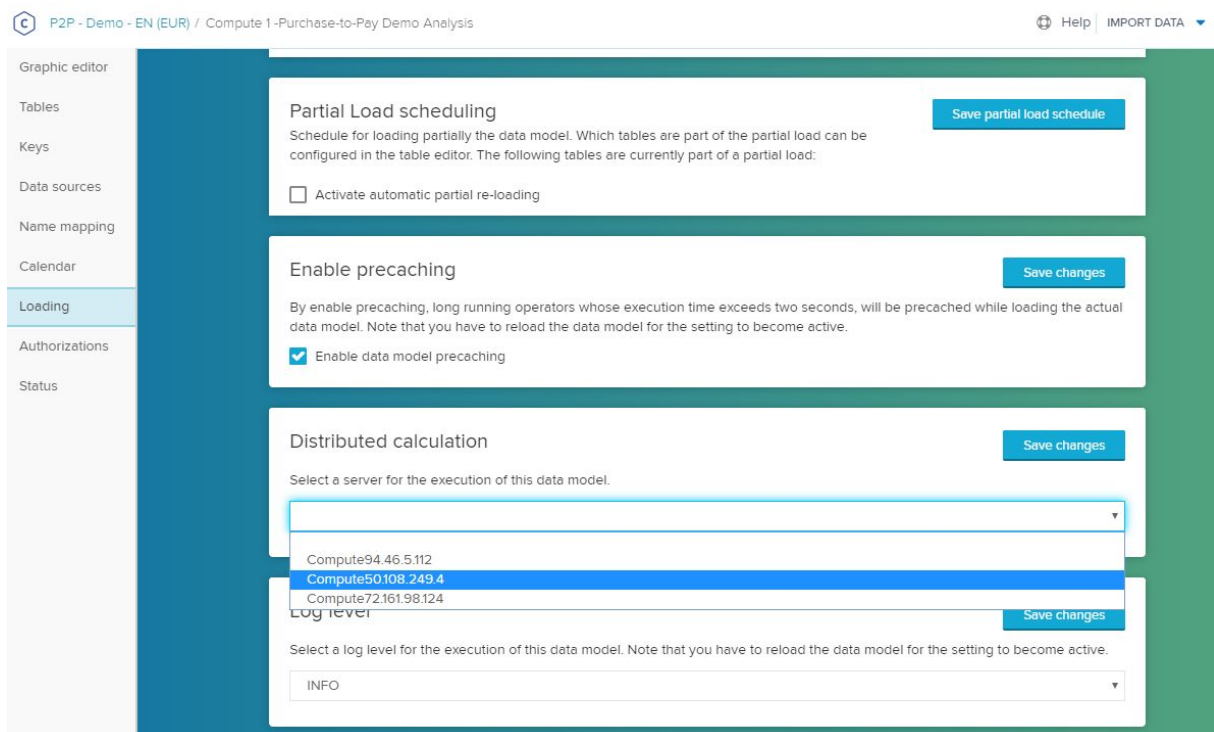 P2P - Demo - EN (EUR) / Compute 1 -Purchase-to-Pay Demo Analysis
Help
IMPORT DATA
Graphic editor
Tables
Keys
Data sources
Name mapping
Calendar
Loading
Authorizations
Status
Partial Load scheduling
Save partial load schedule
Schedule for loading partially the data model. Which tables are part of the partial load can be
configured in the table editor. The following tables are currently part of a partial load:
Activate automatic partial re-loading
Enable precaching
Save changes
By enable precaching, long running operators whose execution time exceeds two seconds, will be precached while loading the actual
data model. Note that you have to reload the data model for the setting to become active.
Enable data model precaching
Distributed calculation
Save changes
Select a server for the execution of this data model.
Compute94.46.5.112
Compute50.108.249.4
Compute72.161.98.124
Log level
Save changes
Select a log level for the execution of this data model. Note that you have to reload the data model for the setting to become active.
INFO